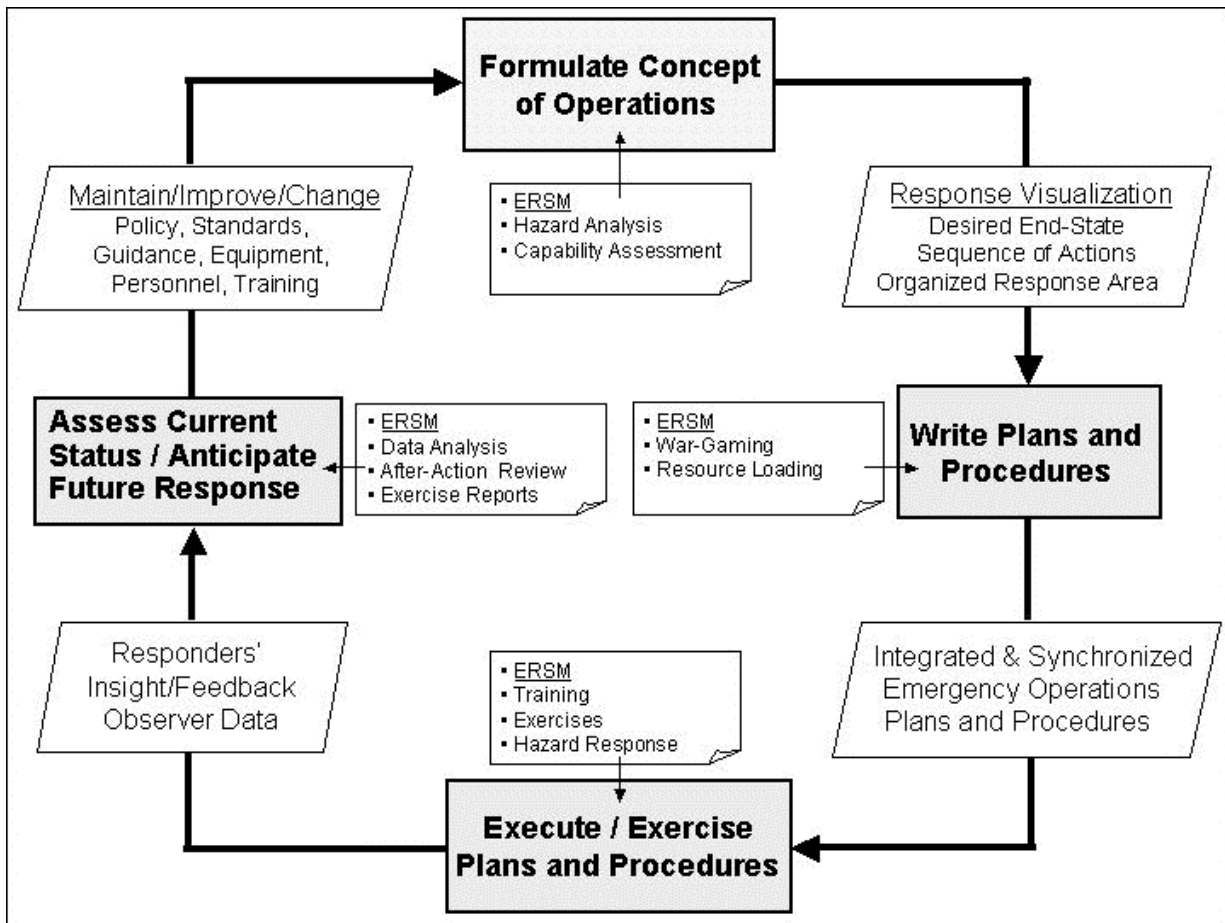 Formulate Concept
of Operations
Maintain/Improve/Change
Policy, Standards,
Guidance, Equipment,
Personnel, Training
▪ ERSM
▪ Hazard Analysis
▪ Capability Assessment
Response Visualization
Desired End-State
Sequence of Actions
Organized Response Area
Assess Current
Status / Anticipate
Future Response
▪ ERSM
▪ Data Analysis
▪ After-Action Review
▪ Exercise Reports
▪ ERSM
▪ War-Gaming
▪ Resource Loading
Write Plans and
Procedures
Responders'
Insight/Feedback
Observer Data
▪ ERSM
▪ Training
▪ Exercises
▪ Hazard Response
Integrated & Synchronized
Emergency Operations
Plans and Procedures
Execute / Exercise
Plans and Procedures